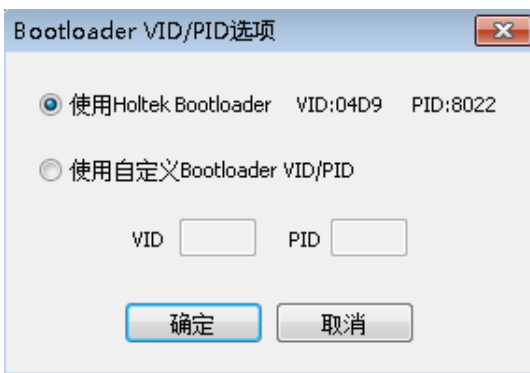 Bootloader VID/PID选项
使用Holtek Bootloader VID:04D9 PID:8022
使用自定义Bootloader VID/PID
VID PID
确定 取消